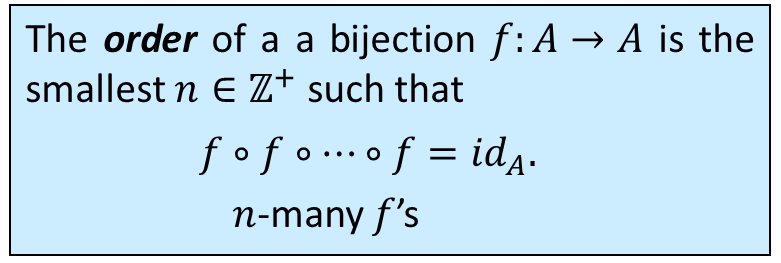 The order of a a bijection f: A → A is the
smallest n ∈ ℤ⁺ such that
f ∘ f ∘ ⋯ ∘ f = id_A.
n-many f's